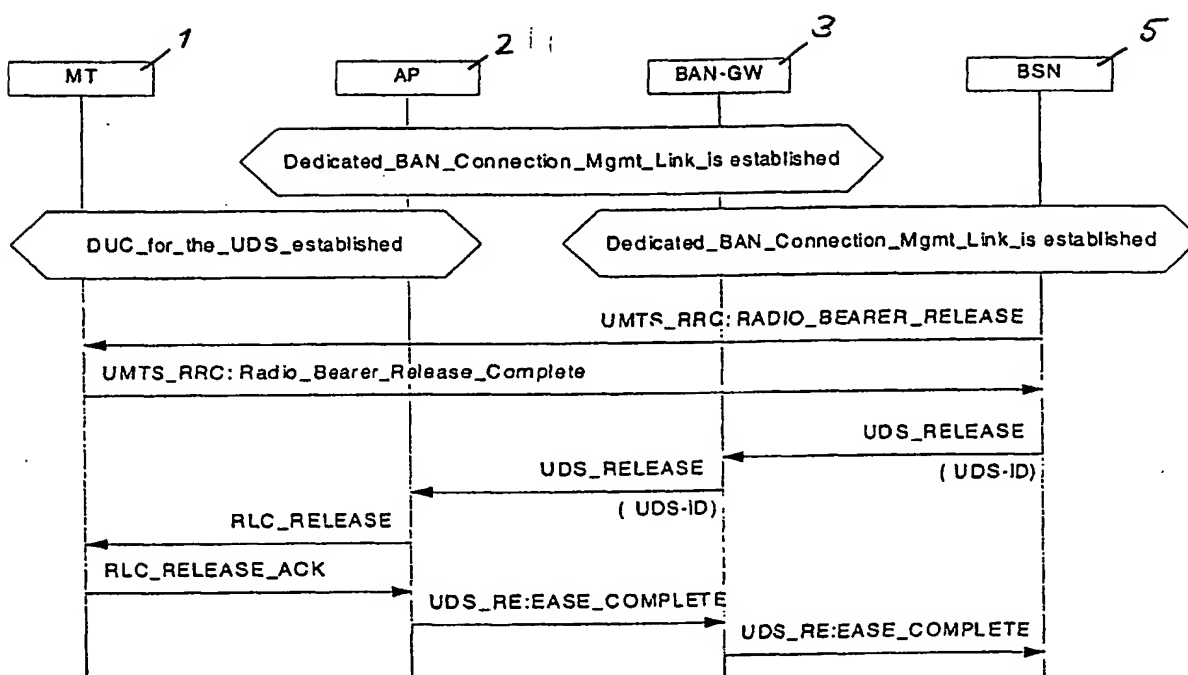 1
2
3
5
MT
AP
BAN-GW
BSN
Dedicated_BAN_Connection_Mgmt_Link_is established
DUC_for_the_UDS_established
Dedicated_BAN_Connection_Mgmt_Link_is established
UMTS_RRC: RADIO_BEARER_RELEASE
UMTS_RRC: Radio_Bearer_Release_Complete
UDS_RELEASE
(UDS-ID)
UDS_RELEASE
( UDS-ID)
RLC_RELEASE
RLC_RELEASE_ACK
UDS_RE:EASE_COMPLETE
UDS_RE:EASE_COMPLETE